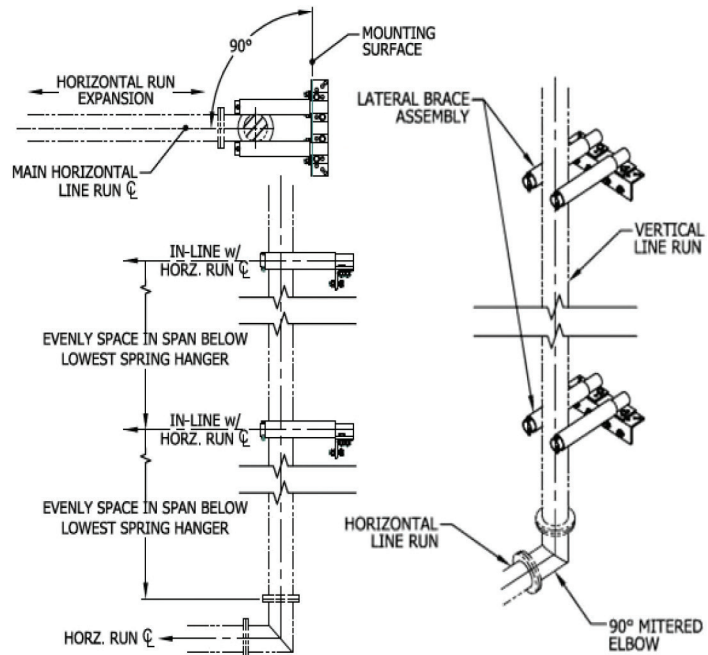 90°
MOUNTING
SURFACE
HORIZONTAL RUN
EXPANSION
MAIN HORIZONTAL
LINE RUN ℄
LATERAL BRACE
ASSEMBLY
VERTICAL
LINE RUN
IN-LINE w/
HORZ. RUN ℄
EVENLY SPACE IN SPAN BELOW
LOWEST SPRING HANGER
IN-LINE w/
HORZ. RUN ℄
EVENLY SPACE IN SPAN BELOW
LOWEST SPRING HANGER
HORZ. RUN ℄
HORIZONTAL
LINE RUN
90° MITERED
ELBOW